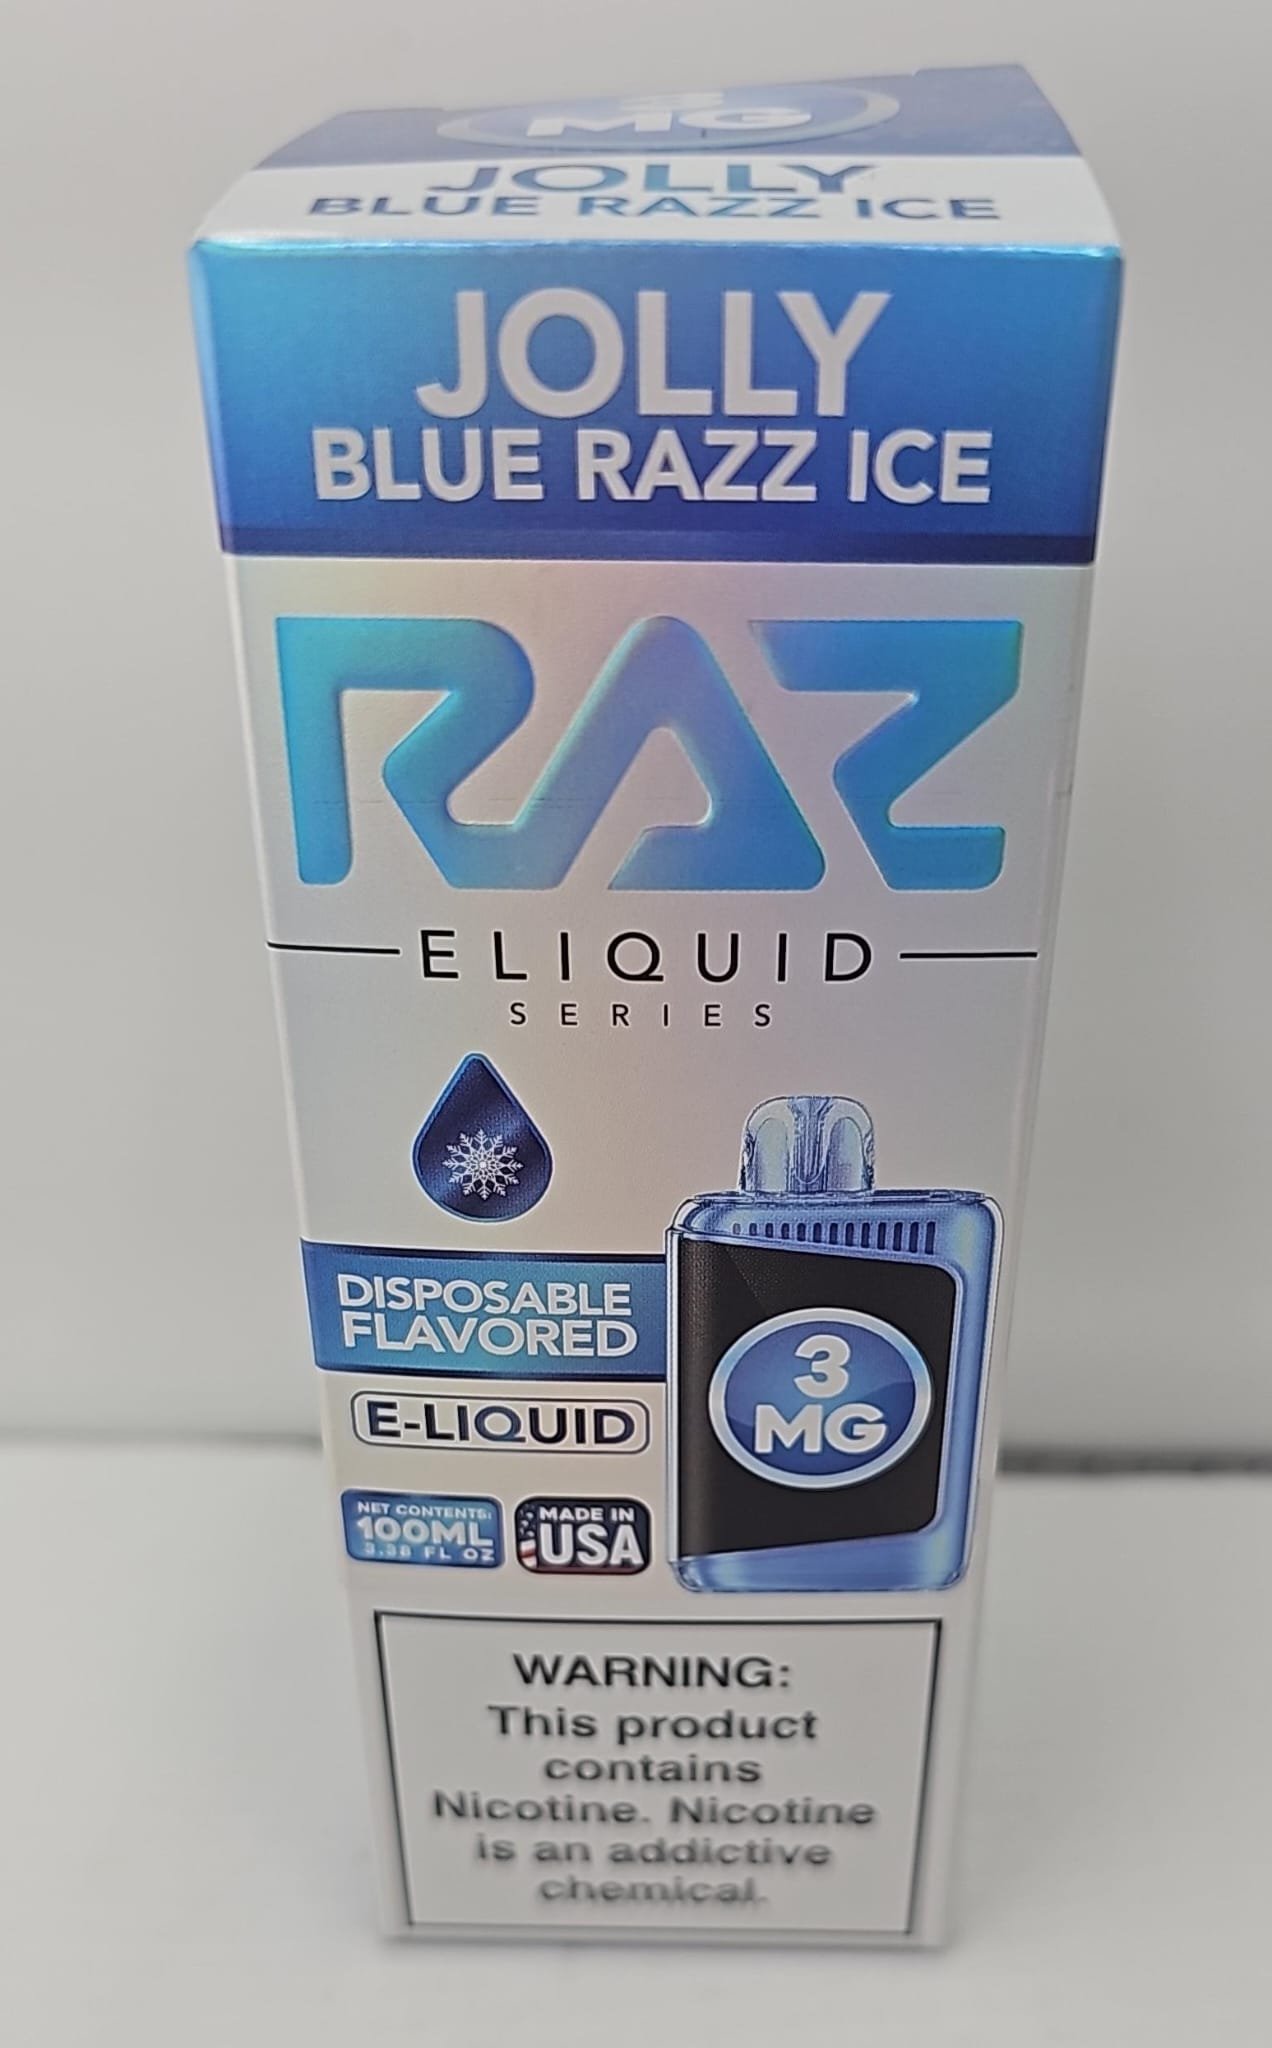 3
MG
JOLLY
BLUE RAZZ ICE
JOLLY
BLUE RAZZ ICE
RAZ
ELIQUID
SERIES
DISPOSABLE
FLAVORED
E-LIQUID
3
MG
NET CONTENTS:
100ML
3.38 FL OZ
MADE IN
USA
WARNING:
This product
contains
Nicotine. Nicotine
is an addictive
chemical.